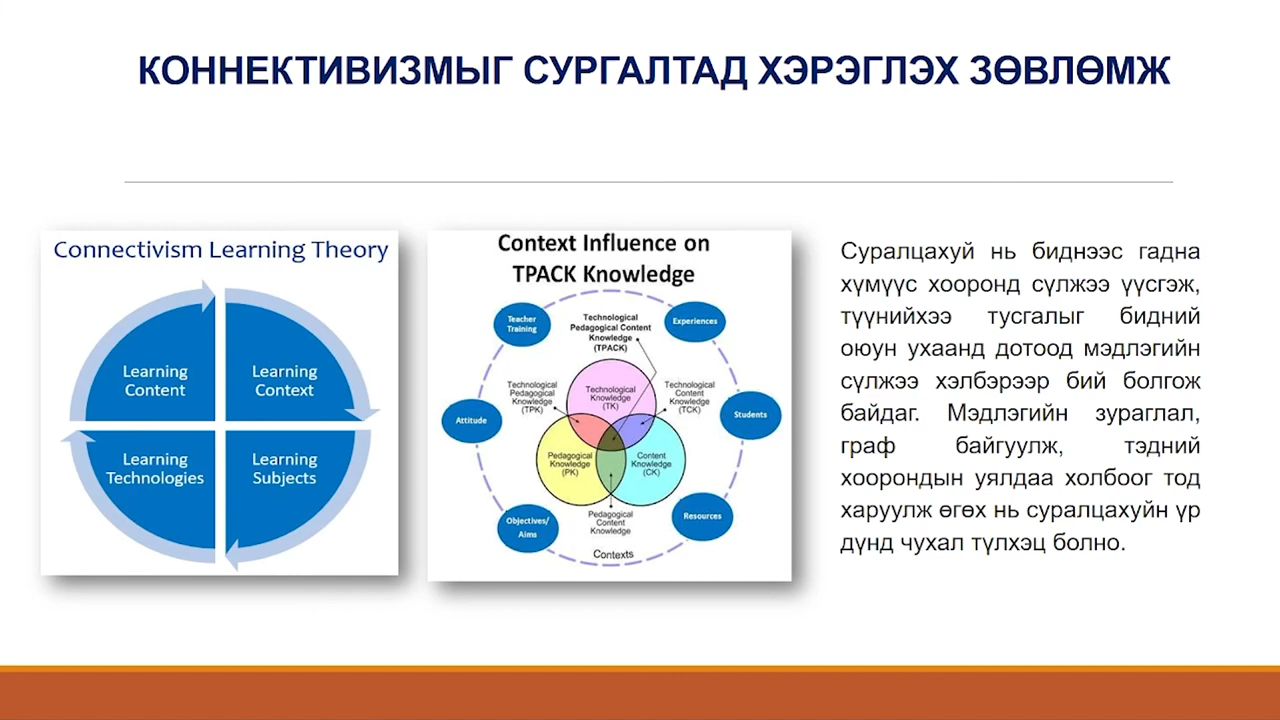 КОННЕКТИВИЗМЫГ СУРГАЛТАД ХЭРЭГЛЭХ ЗӨВЛӨМЖ
Connectivism Learning Theory
Learning
Content
Learning
Context
Learning
Technologies
Learning
Subjects
Context Influence on
TPACK Knowledge
Teacher
Training
Technological
Pedagogical Content
Knowledge
(TPACK)
Experiences
Technological
Pedagogical
Knowledge
(TPK)
Technological
Knowledge
(TK)
Technological
Content
Knowledge
(TCK)
Attitude
Students
Pedagogical
Knowledge
(PK)
Content
Knowledge
(CK)
Objectives/
Aims
Pedagogical
Content
Knowledge
Resources
Contexts
Суралцахуй нь биднээс гадна
хүмүүс хооронд сүлжээ үүсгэж,
түүнийхээ тусгалыг бидний
оюун ухаанд дотоод мэдлэгийн
сүлжээ хэлбэрээр бий болгож
байдаг. Мэдлэгийн зураглал,
граф байгуулж, тэдний
хоорондын уялдаа холбоог тод
харуулж өгөх нь суралцахуйн үр
дүнд чухал түлхэц болно.